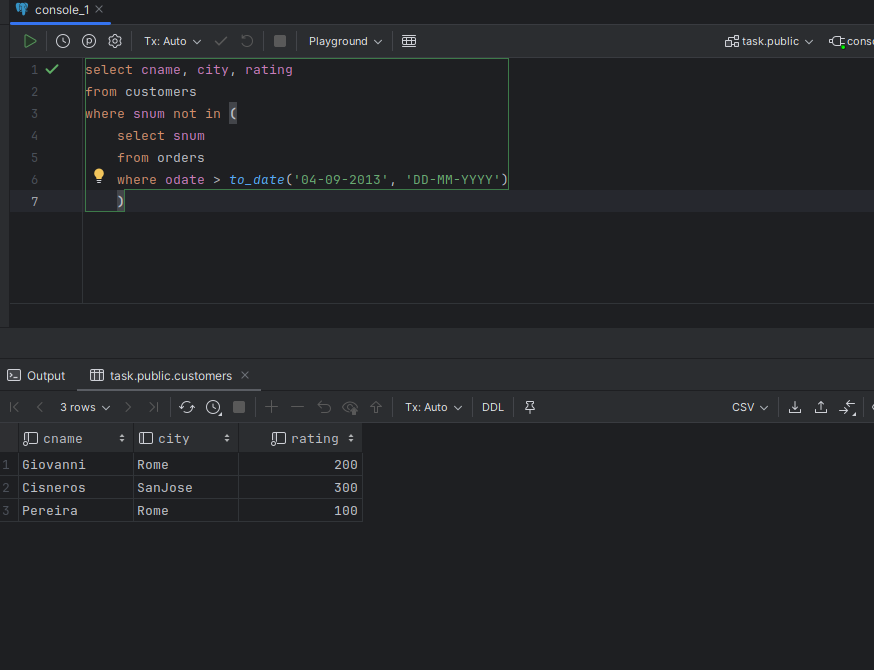 console_1
Tx: Auto Playground task.public cons
1 select cname, city, rating
2 from customers
3 where snum not in (
4 select snum
5 from orders
6 where odate > to_date('04-09-2013', 'DD-MM-YYYY')
7 )
Output task.public.customers
3 rows Tx: Auto DDL CSV
cname city rating
1 Giovanni Rome 200
2 Cisneros SanJose 300
3 Pereira Rome 100